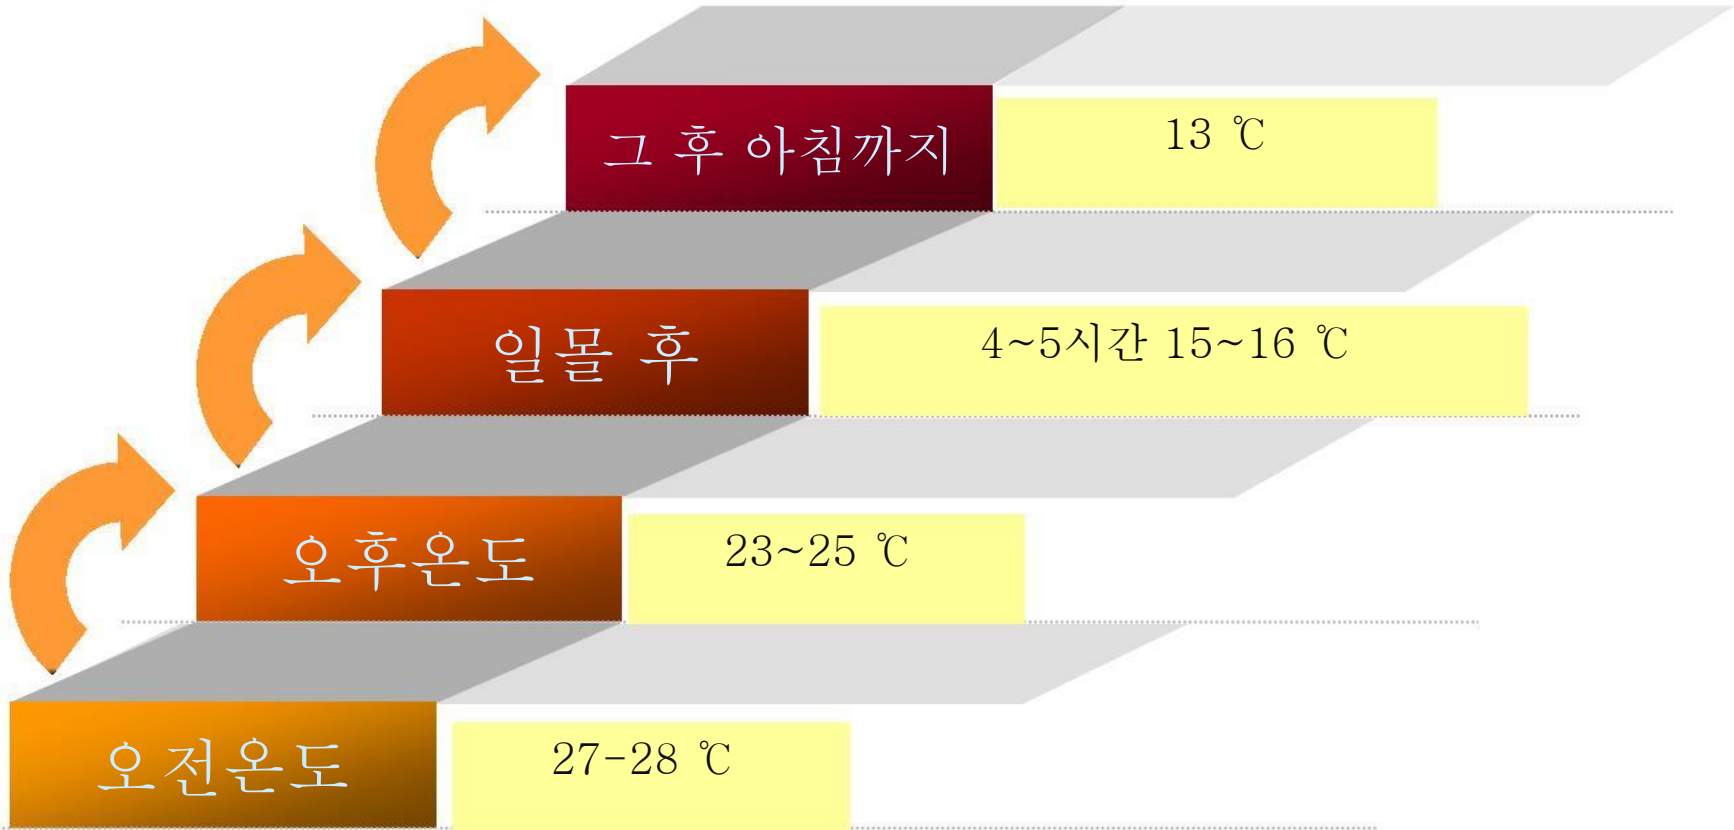 그 후 아침까지
13 ℃
일몰 후
4~5시간 15~16 ℃
오후온도
23~25 ℃
오전온도
27-28 ℃